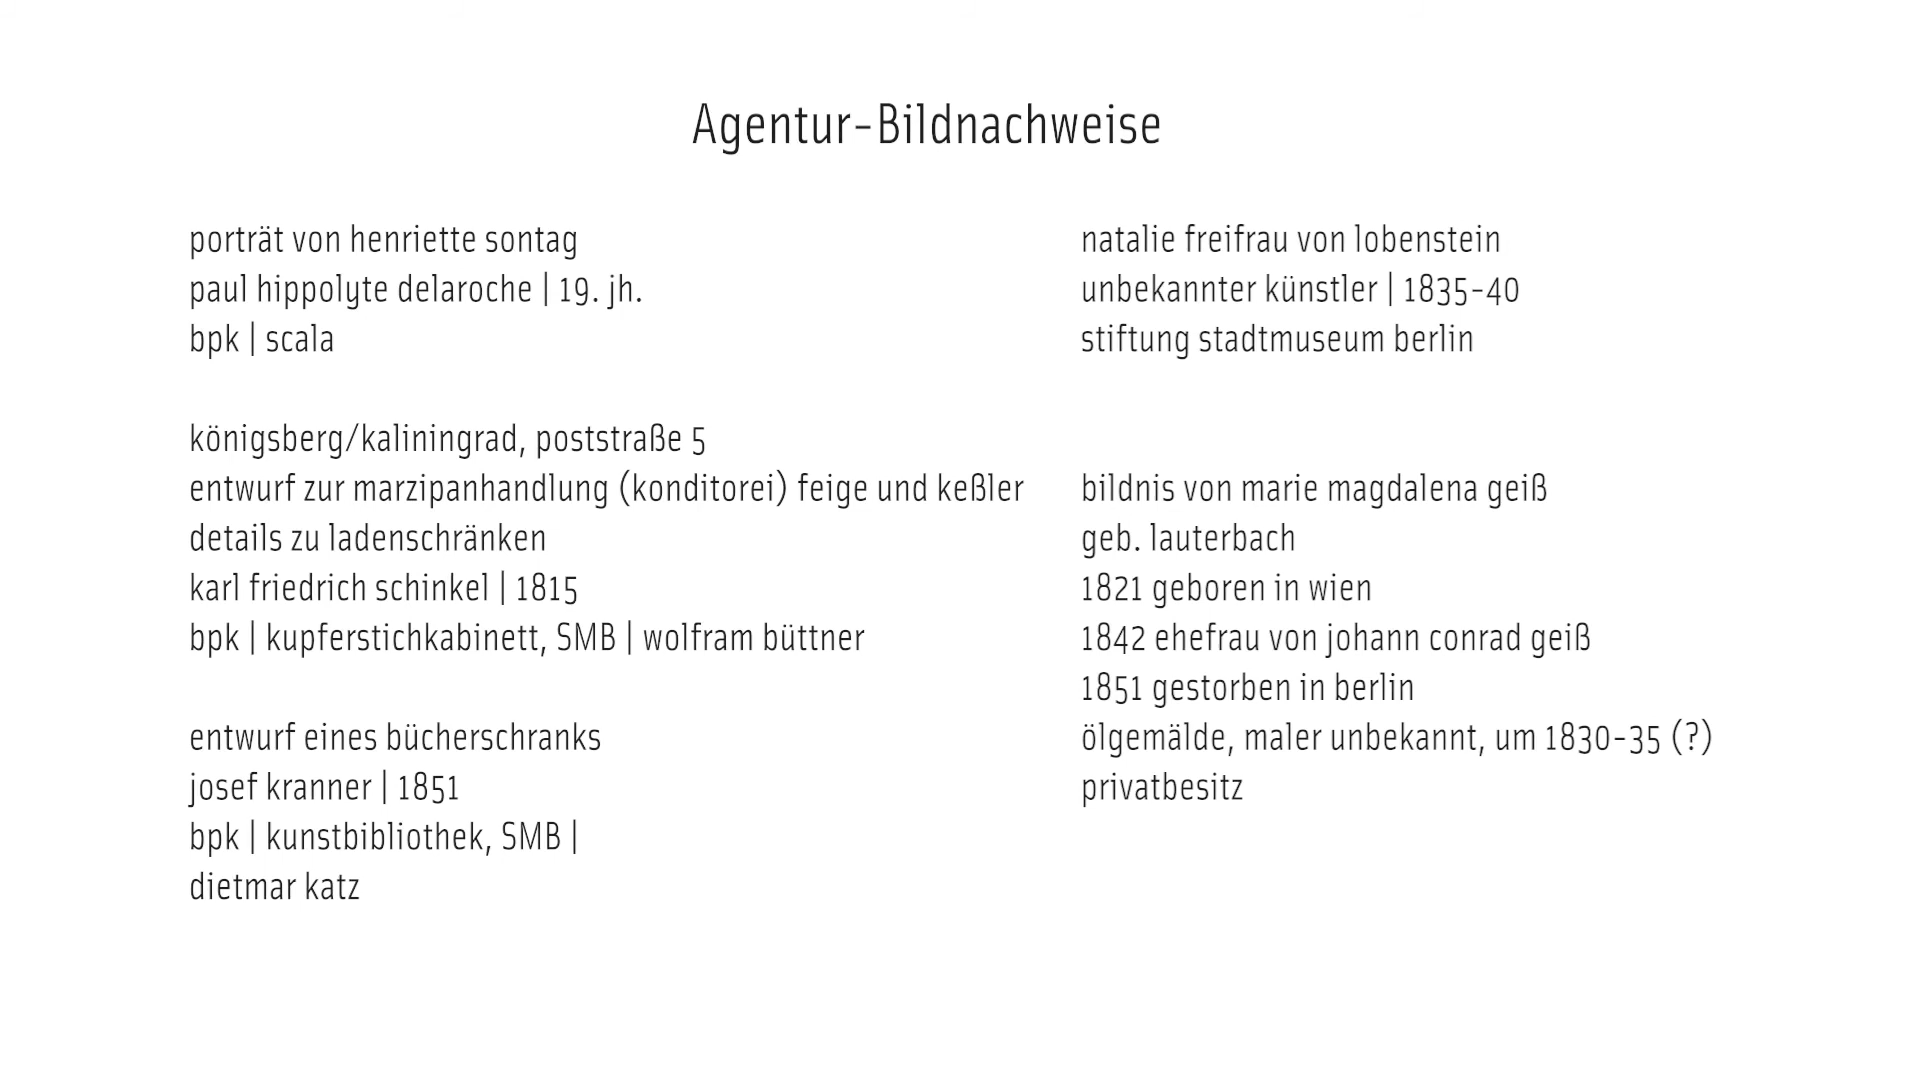 Agentur-Bildnachweise
porträt von henriette sontag
paul hippolyte delaroche | 19. jh.
bpk | scala
königsberg/kaliningrad, poststraße 5
entwurf zur marzipanhandlung (konditorei) feige und keßler
details zu ladenschränken
karl friedrich schinkel | 1815
bpk | kupferstichkabinett, SMB | wolfram büttner
entwurf eines bücherschranks
josef kranner | 1851
bpk | kunstbibliothek, SMB |
dietmar katz
natalie freifrau von lobenstein
unbekannter künstler | 1835-40
stiftung stadtmuseum berlin
bildnis von marie magdalena geiß
geb. lauterbach
1821 geboren in wien
1842 ehefrau von johann conrad geiß
1851 gestorben in berlin
ölgemälde, maler unbekannt, um 1830-35 (?)
privatbesitz